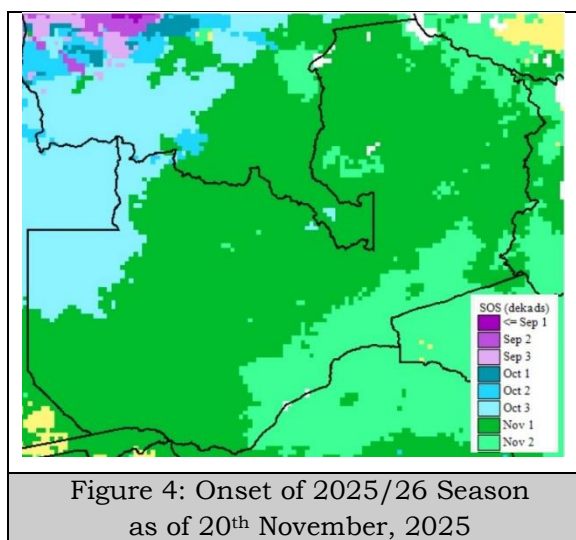 SOS (dekads)
<= Sep 1
Sep 2
Sep 3
Oct 1
Oct 2
Oct 3
Nov 1
Nov 2
Figure 4: Onset of 2025/26 Season
as of 20th November, 2025